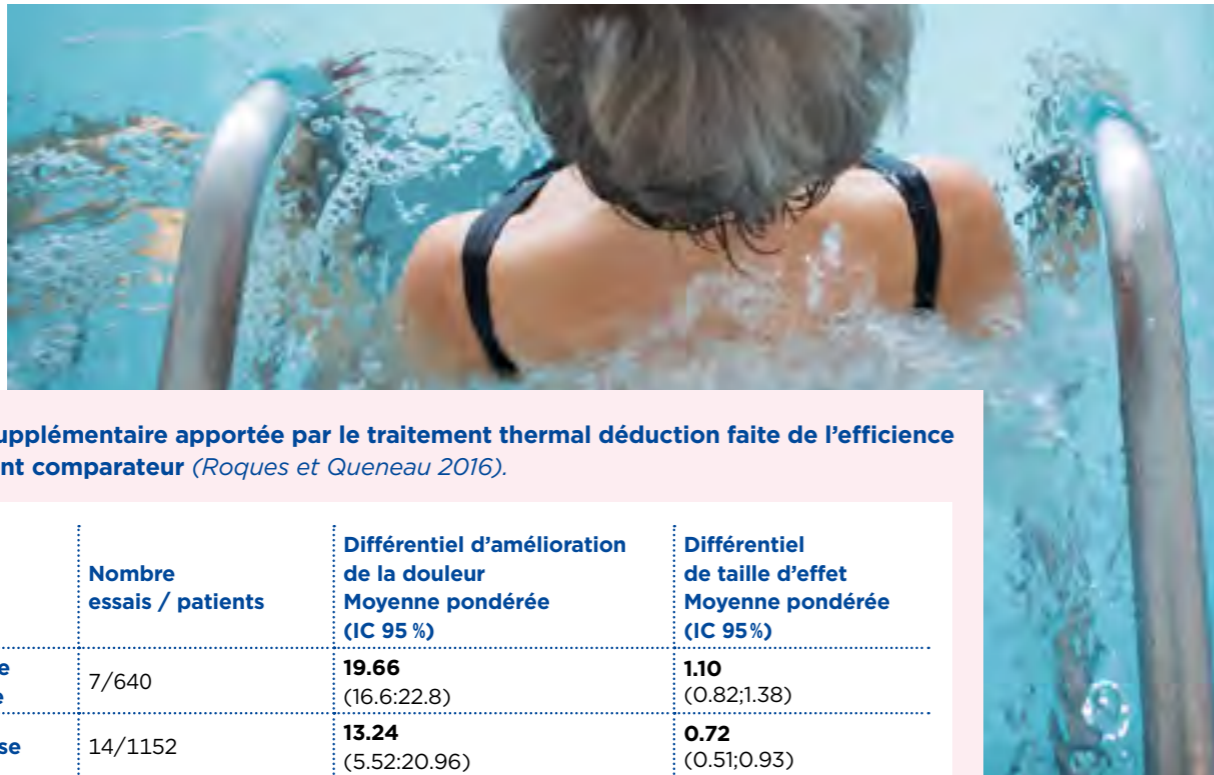 upplémentaire apportée par le traitement thermal déduction faite de l’efficience
nt comparateur (Roques et Queneau 2016).
Nombre
essais / patients
Différentiel d’amélioration
de la douleur
Moyenne pondérée
(IC 95 %)
Différentiel
de taille d’effet
Moyenne pondérée
(IC 95%)
e
e
7/640
19.66
(16.6:22.8)
1.10
(0.82;1.38)
se
14/1152
13.24
(5.52:20.96)
0.72
(0.51;0.93)